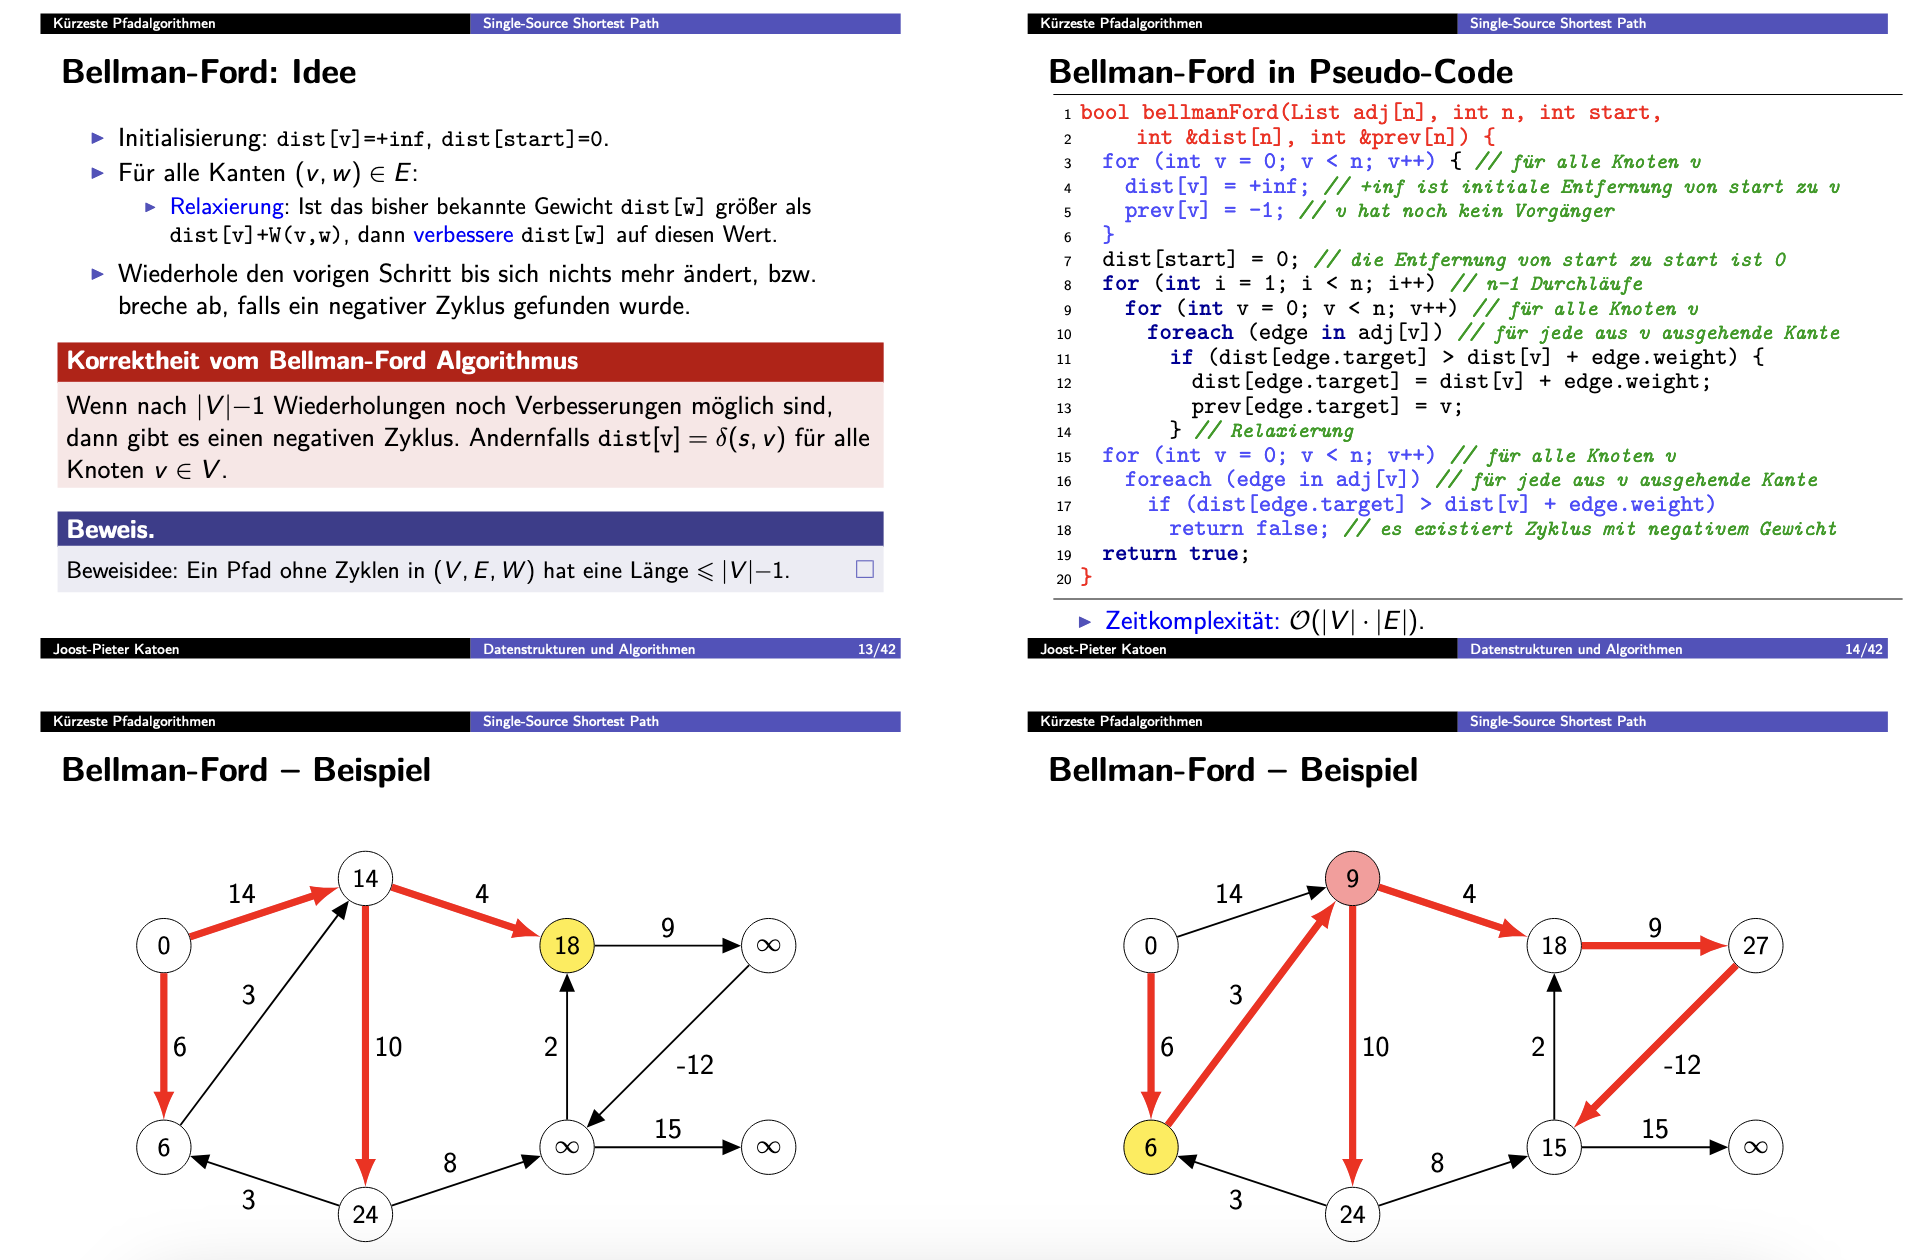 Kürzeste Pfadalgorithmen Single-Source Shortest Path
Bellman-Ford: Idee
▶ Initialisierung: dist[v]=+inf, dist[start]=0.
▶ Für alle Kanten (v, w) ∈ E:
▶ Relaxierung: Ist das bisher bekannte Gewicht dist[w] größer als
dist[v]+W(v,w), dann verbessere dist[w] auf diesen Wert.
▶ Wiederhole den vorigen Schritt bis sich nichts mehr ändert, bzw.
breche ab, falls ein negativer Zyklus gefunden wurde.
Korrektheit vom Bellman-Ford Algorithmus
Wenn nach |V|−1 Wiederholungen noch Verbesserungen möglich sind,
dann gibt es einen negativen Zyklus. Andernfalls dist[v] = δ(s, v) für alle
Knoten v ∈ V.
Beweis.
Beweisidee: Ein Pfad ohne Zyklen in (V, E, W) hat eine Länge ⩽ |V|−1. □
Joost-Pieter Katoen Datenstrukturen und Algorithmen 13/42
Kürzeste Pfadalgorithmen Single-Source Shortest Path
Bellman-Ford in Pseudo-Code
1 bool bellmanFord(List adj[n], int n, int start,
2 int &dist[n], int &prev[n]) {
3 for (int v = 0; v < n; v++) { // für alle Knoten v
4 dist[v] = +inf; // +inf ist initiale Entfernung von start zu v
5 prev[v] = -1; // v hat noch kein Vorgänger
6 }
7 dist[start] = 0; // die Entfernung von start zu start ist 0
8 for (int i = 1; i < n; i++) // n-1 Durchläufe
9 for (int v = 0; v < n; v++) // für alle Knoten v
10 foreach (edge in adj[v]) // für jede aus v ausgehende Kante
11 if (dist[edge.target] > dist[v] + edge.weight) {
12 dist[edge.target] = dist[v] + edge.weight;
13 prev[edge.target] = v;
14 } // Relaxierung
15 for (int v = 0; v < n; v++) // für alle Knoten v
16 foreach (edge in adj[v]) // für jede aus v ausgehende Kante
17 if (dist[edge.target] > dist[v] + edge.weight)
18 return false; // es existiert Zyklus mit negativem Gewicht
19 return true;
20 }
▶ Zeitkomplexität: O(|V| · |E|).
Joost-Pieter Katoen Datenstrukturen und Algorithmen 14/42
Kürzeste Pfadalgorithmen Single-Source Shortest Path
Bellman-Ford – Beispiel
14
14 4
0 18 9 ∞
3
6 10 2 -12
6 ∞ 15 ∞
3 8
24
Kürzeste Pfadalgorithmen Single-Source Shortest Path
Bellman-Ford – Beispiel
9
14 4
0 18 9 27
3
6 10 2 -12
6 15 15 ∞
3 8
24